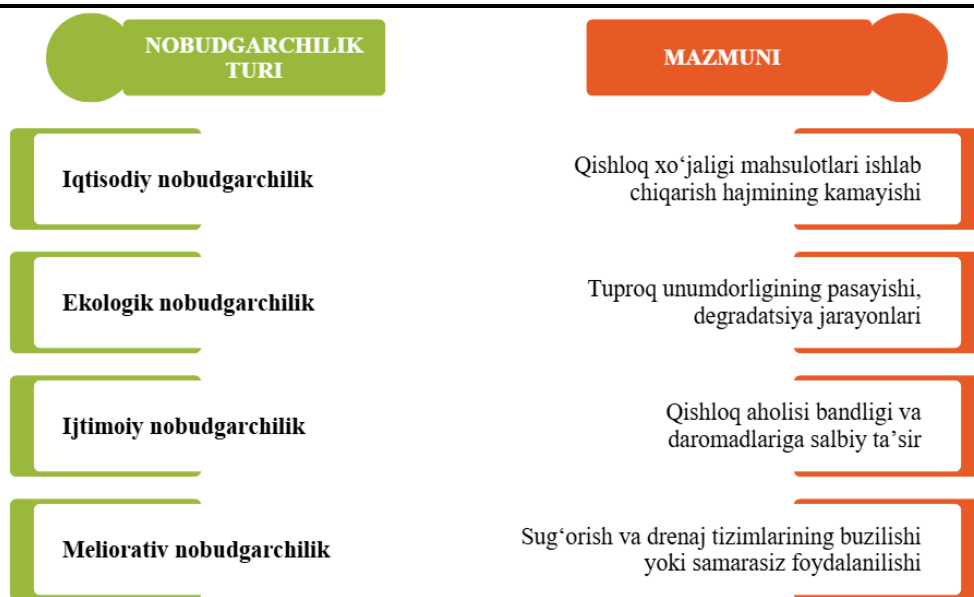 NOBUDGARCHILIK
TURI
MAZMUNI
Iqtisodiy nobudgarchilik
Qishloq xo‘jaligi mahsulotlari ishlab
chiqarish hajmining kamayishi
Ekologik nobudgarchilik
Tuproq unumdorligining pasayishi,
degradatsiya jarayonlari
Ijtimoiy nobudgarchilik
Qishloq aholisi bandligi va
daromadlariga salbiy ta’sir
Meliorativ nobudgarchilik
Sug‘orish va drenaj tizimlarining buzilishi
yoki samarasiz foydalanilishi